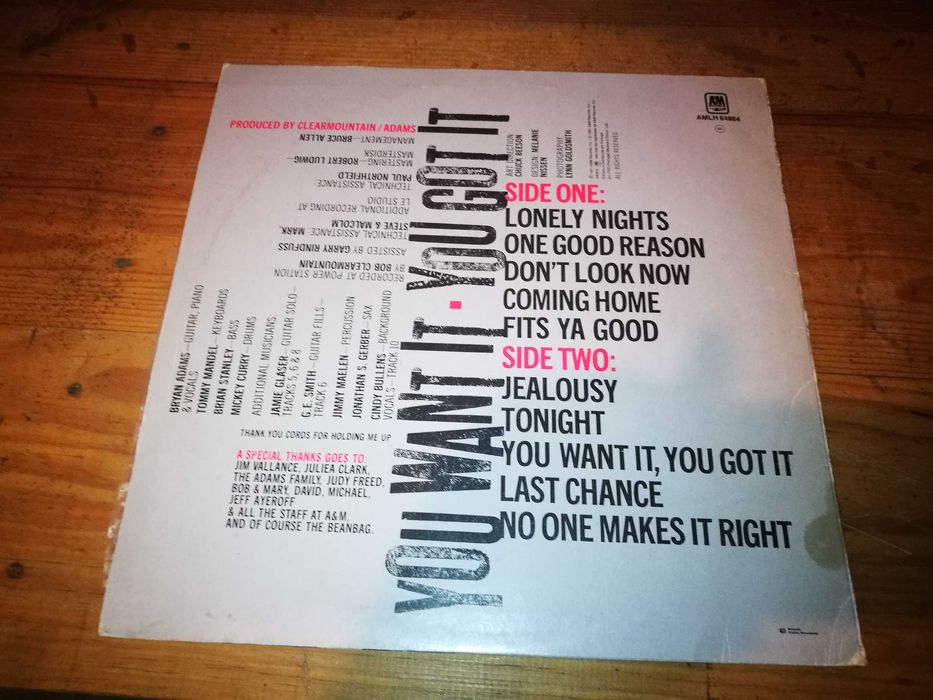 PRODUCED BY CLEARMOUNTAIN/ADAMS
MANAGEMENT—BRUCE ALLEN
MASTERING—ROBERT LUDWIG—
MASTERDISK
TECHNICAL ASSISTANCE:
PAUL NORTHFIELD
ADDITIONAL RECORDING AT
LE STUDIO
TECHNICAL ASSISTANCE: MARK,
STEVE & MALCOLM
ASSISTED BY GARRY RINDFUSS
RECORDED AT POWER STATION
BY BOB CLEARMOUNTAIN
BRYAN ADAMS—GUITAR, PIANO
& VOCALS
TOMMY MANDEL—KEYBOARDS
BRIAN STANLEY—BASS
MICKEY CURRY—DRUMS
ADDITIONAL MUSICIANS
JAMIE GLASER—GUITAR SOLO—
TRACKS 5, 6 & 8
G.E. SMITH—GUITAR FILLS—
TRACK 6
JIMMY MAELEN—PERCUSSION
JONATHAN S. GERBER—SAX
CINDY BULLENS—BACKGROUND
VOCALS—TRACK 10
THANK YOU CORDS FOR HOLDING ME UP
A SPECIAL THANKS GOES TO:
JIM VALLANCE, JULIEA CLARK,
THE ADAMS FAMILY, JUDY FREED,
BOB & MARY, DAVID, MICHAEL,
JEFF AYEROFF
& ALL THE STAFF AT A&M
AND OF COURSE THE BEANBAG.
YOU WANT IT · YOU GOT IT
ART DIRECTION
CHUCK BEESON
DESIGN: MELANIE
NISSEN
PHOTOGRAPHY:
LYNN GOLDSMITH
ALL RIGHTS RESERVED
A&M
AMLH 64864
SIDE ONE:
LONELY NIGHTS
ONE GOOD REASON
DON'T LOOK NOW
COMING HOME
FITS YA GOOD
SIDE TWO:
JEALOUSY
TONIGHT
YOU WANT IT, YOU GOT IT
LAST CHANCE
NO ONE MAKES IT RIGHT